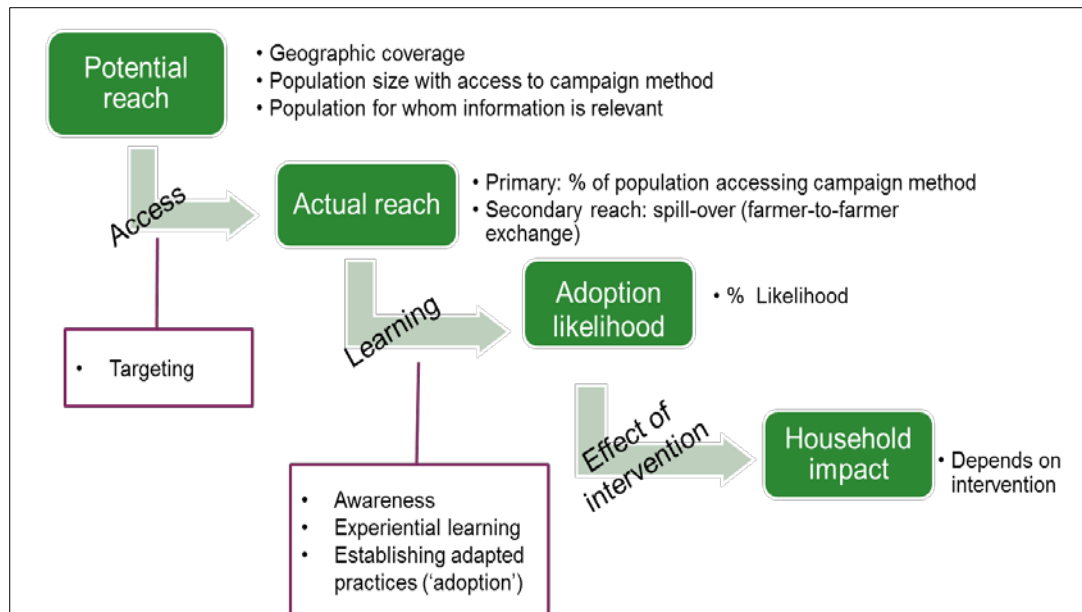 Potential
reach
• Geographic coverage
• Population size with access to campaign method
• Population for whom information is relevant
Access
Actual reach
• Primary: % of population accessing campaign method
• Secondary reach: spill-over (farmer-to-farmer
exchange)
• Targeting
Learning
Adoption
likelihood
• % Likelihood
• Awareness
• Experiential learning
• Establishing adapted
practices (‘adoption’)
Effect of
intervention
Household
impact
• Depends on
intervention